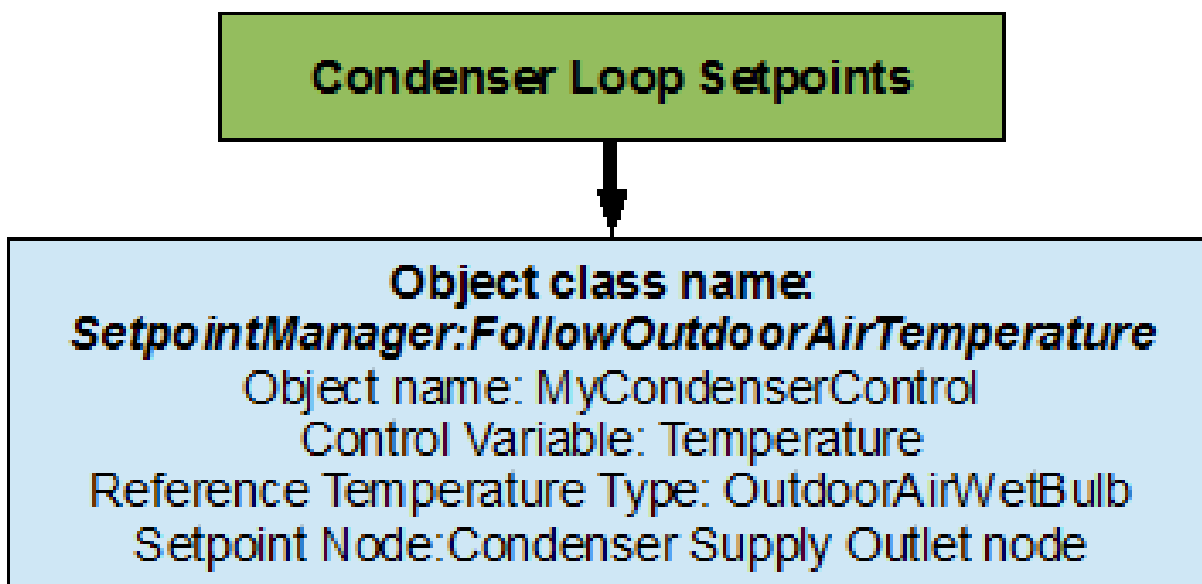 Condenser Loop Setpoints
Object class name:
SetpointManager:FollowOutdoorAirTemperature
Object name: MyCondenserControl
Control Variable: Temperature
Reference Temperature Type: OutdoorAirWetBulb
Setpoint Node:Condenser Supply Outlet node